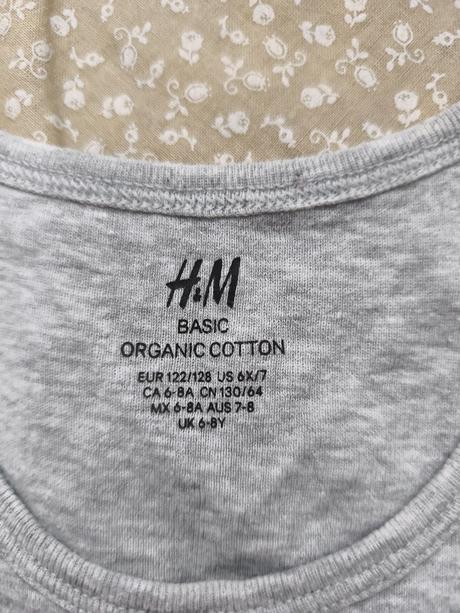 H&M
BASIC
ORGANIC COTTON
EUR 122/128 US 6X/7
CA 6-8A CN 130/64
MX 6-8A AUS 7-8
UK 6-8Y